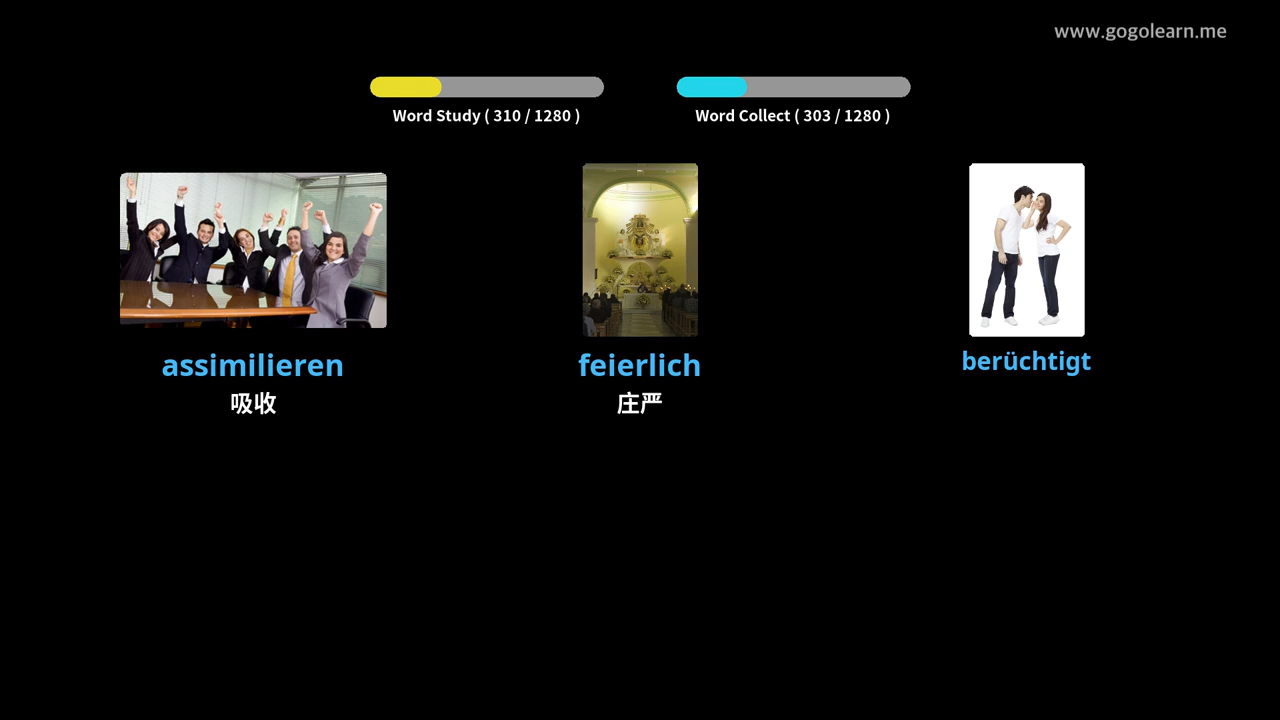 www.gogolearn.me
Word Study ( 310 / 1280 )
Word Collect ( 303 / 1280 )
assimilieren
吸收
feierlich
庄严
berüchtigt